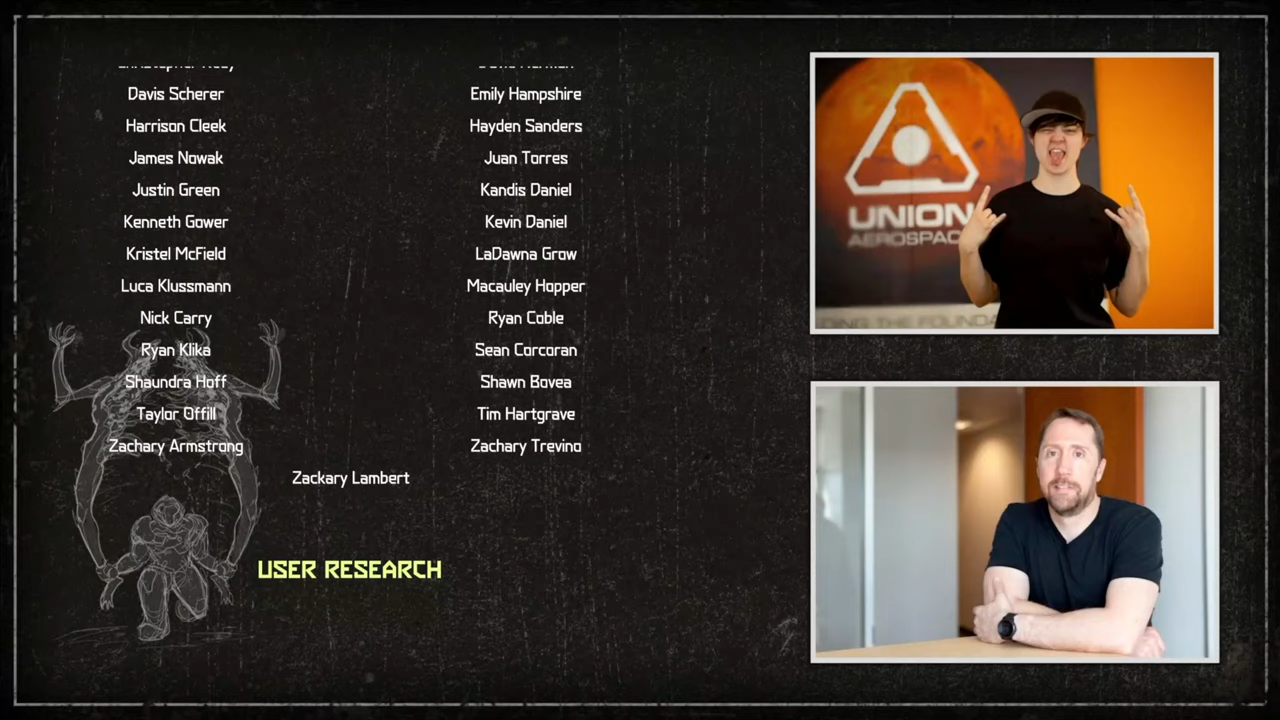 Davis Scherer
Emily Hampshire
Harrison Cleek
Hayden Sanders
James Nowak
Juan Torres
Justin Green
Kandis Daniel
Kenneth Gower
Kevin Daniel
Kristel McField
LaDawna Grow
Luca Klussmann
Macauley Hopper
Nick Carry
Ryan Coble
Ryan Klika
Sean Corcoran
Shaundra Hoff
Shawn Bovea
Taylor Offill
Tim Hartgrave
Zachary Armstrong
Zachary Trevino
Zackary Lambert
USER RESEARCH
UNION